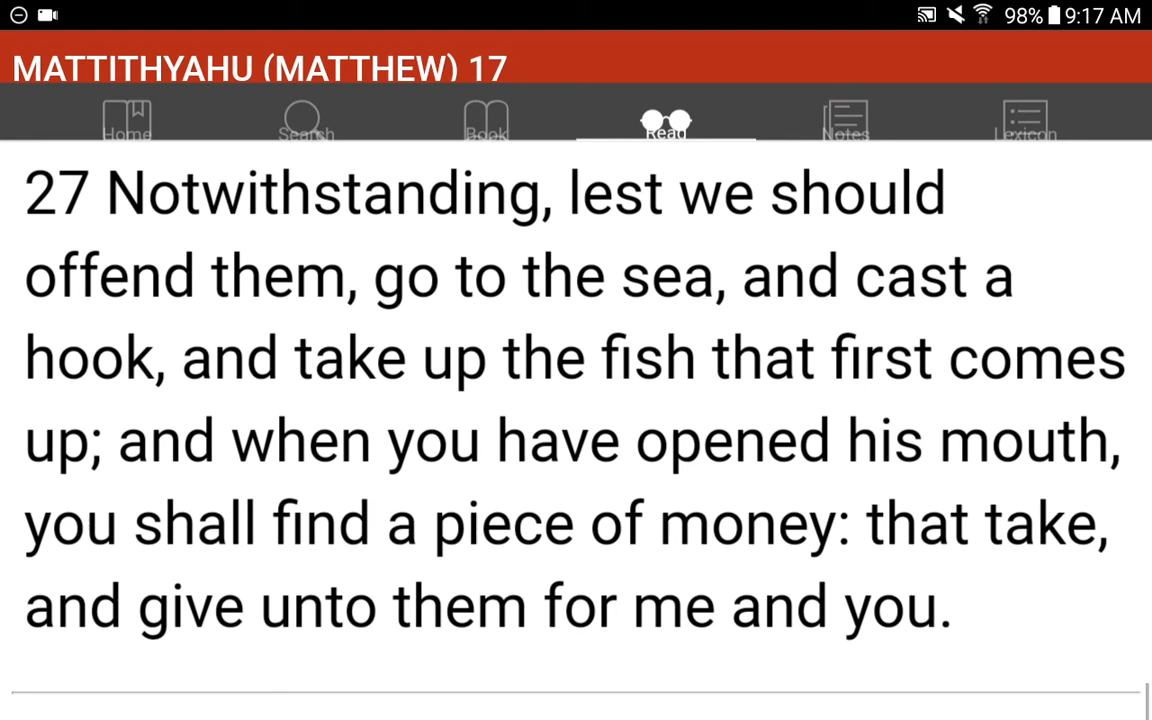 98% 9:17 AM
MATTITHYAHU (MATTHEW) 17
Home Search Book Read Notes Lexicon
27 Notwithstanding, lest we should
offend them, go to the sea, and cast a
hook, and take up the fish that first comes
up; and when you have opened his mouth,
you shall find a piece of money: that take,
and give unto them for me and you.